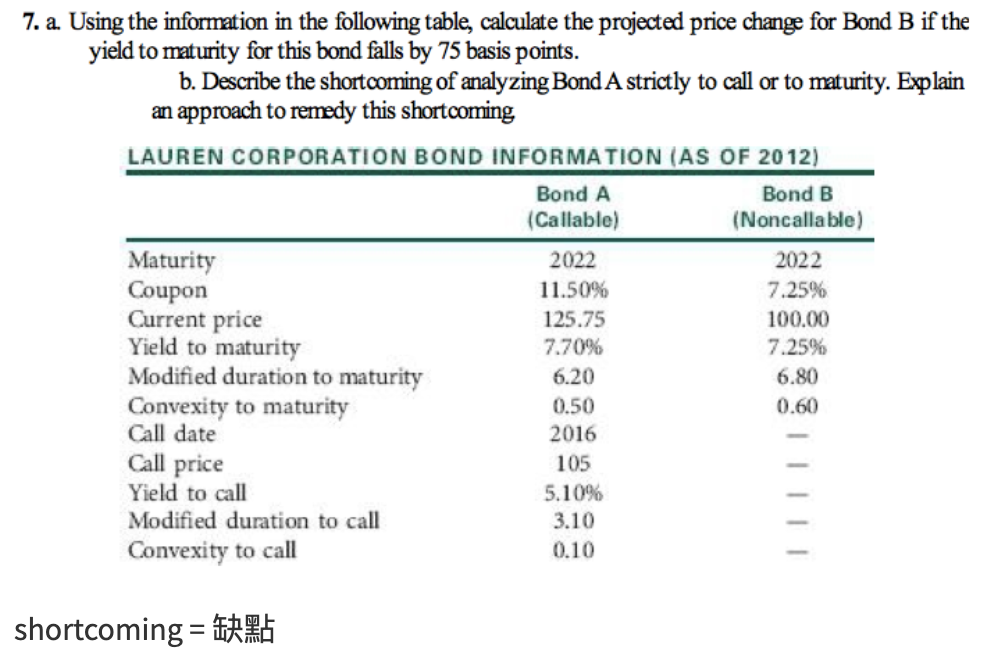 7. a. Using the information in the following table, calculate the projected price change for Bond B if the
yield to maturity for this bond falls by 75 basis points.
b. Describe the shortcoming of analyzing Bond A strictly to call or to maturity. Explain
an approach to remedy this shortcoming.
LAUREN CORPORATION BOND INFORMATION (AS OF 2012)
Bond A Bond B
(Callable) (Noncallable)
Maturity 2022 2022
Coupon 11.50% 7.25%
Current price 125.75 100.00
Yield to maturity 7.70% 7.25%
Modified duration to maturity 6.20 6.80
Convexity to maturity 0.50 0.60
Call date 2016 —
Call price 105 —
Yield to call 5.10% —
Modified duration to call 3.10 —
Convexity to call 0.10 —
shortcoming = 缺點